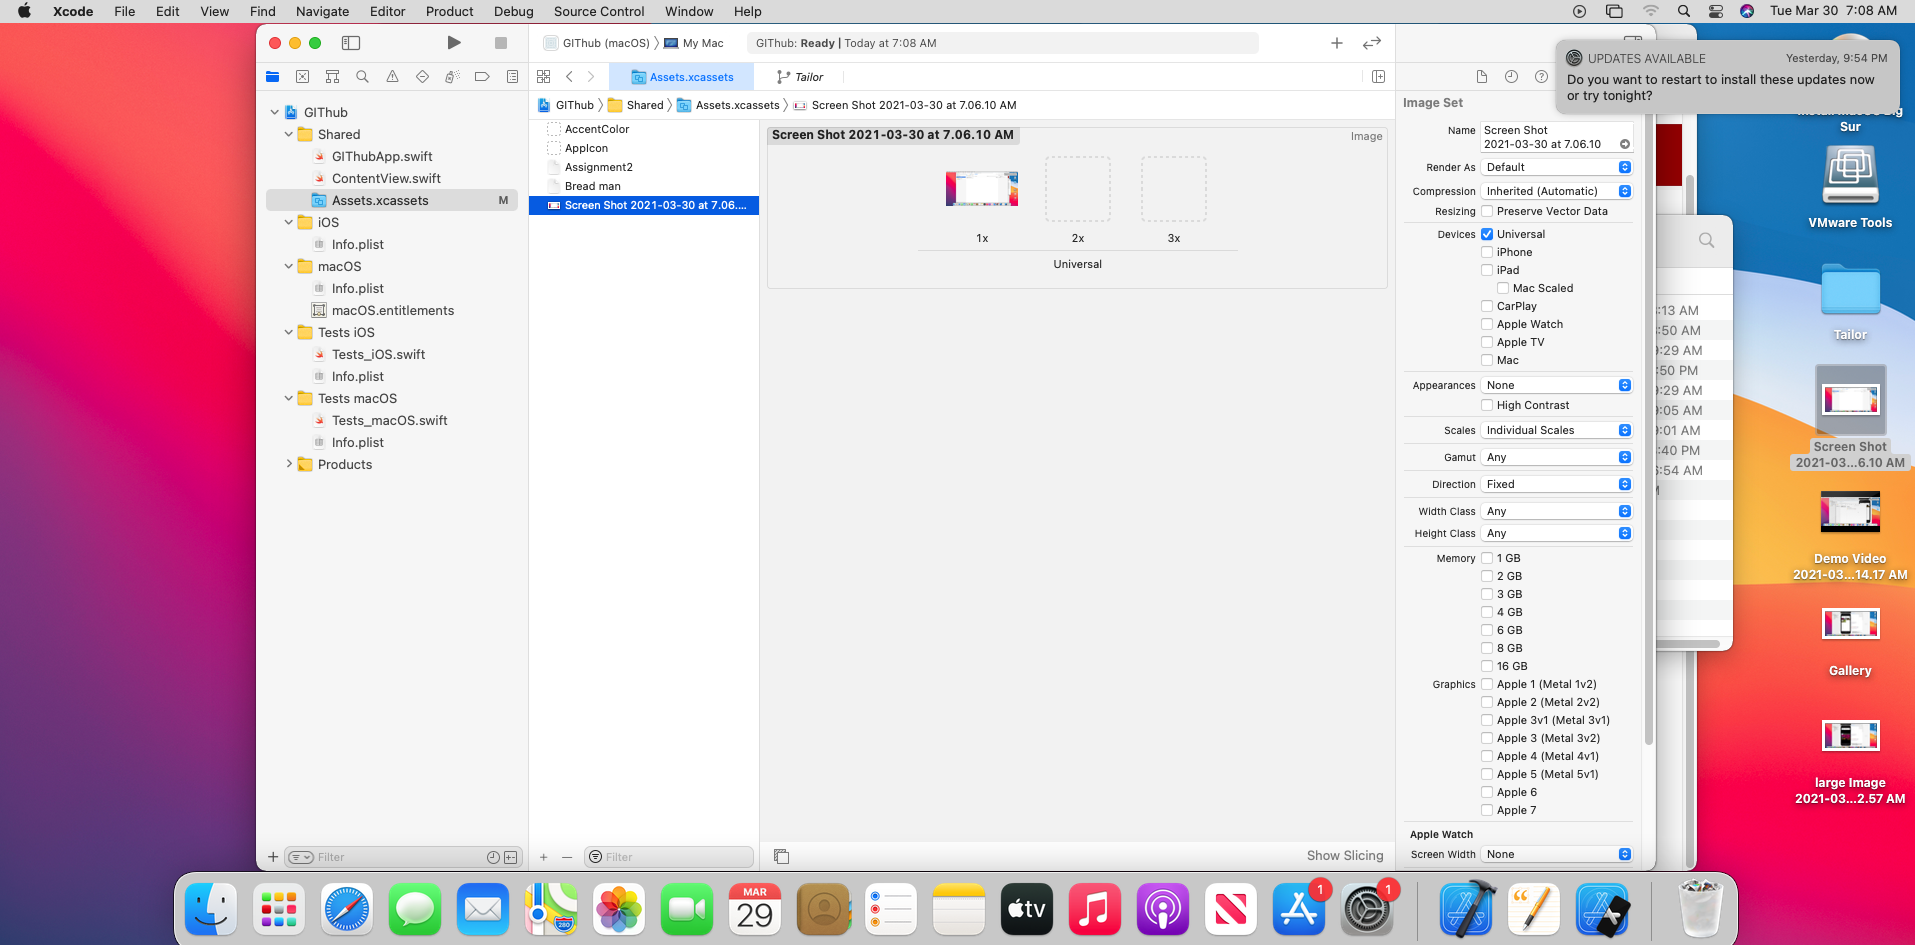 Xcode File Edit View Find Navigate Editor Product Debug Source Control Window Help
Tue Mar 30 7:08 AM
GIThub (macOS) My Mac
GIThub: Ready | Today at 7:08 AM
Assets.xcassets
Tailor
GIThub Shared Assets.xcassets Screen Shot 2021-03-30 at 7.06.10 AM
GIThub
Shared
GIThubApp.swift
ContentView.swift
Assets.xcassets M
iOS
Info.plist
macOS
Info.plist
macOS.entitlements
Tests iOS
Tests_iOS.swift
Info.plist
Tests macOS
Tests_macOS.swift
Info.plist
Products
Filter
AccentColor
AppIcon
Assignment2
Bread man
Screen Shot 2021-03-30 at 7.06....
Filter
Screen Shot 2021-03-30 at 7.06.10 AM
Image
1x 2x 3x
Universal
Show Slicing
Image Set
Name Screen Shot
2021-03-30 at 7.06.10
Render As Default
Compression Inherited (Automatic)
Resizing Preserve Vector Data
Devices Universal
iPhone
iPad
Mac Scaled
CarPlay
Apple Watch
Apple TV
Mac
Appearances None
High Contrast
Scales Individual Scales
Gamut Any
Direction Fixed
Width Class Any
Height Class Any
Memory 1 GB
2 GB
3 GB
4 GB
6 GB
8 GB
16 GB
Graphics Apple 1 (Metal 1v2)
Apple 2 (Metal 2v2)
Apple 3v1 (Metal 3v1)
Apple 3 (Metal 3v2)
Apple 4 (Metal 4v1)
Apple 5 (Metal 5v1)
Apple 6
Apple 7
Apple Watch
Screen Width None
UPDATES AVAILABLE Yesterday, 9:54 PM
Do you want to restart to install these updates now
or try tonight?
Sur
VMware Tools
:13 AM
:50 AM
:29 AM
:50 PM
:29 AM
:05 AM
:01 AM
:40 PM
:54 AM
Tailor
Screen Shot
2021-03...6.10 AM
Demo Video
2021-03...14.17 AM
Gallery
large Image
2021-03...2.57 AM
MAR
29
280
tv
1
1